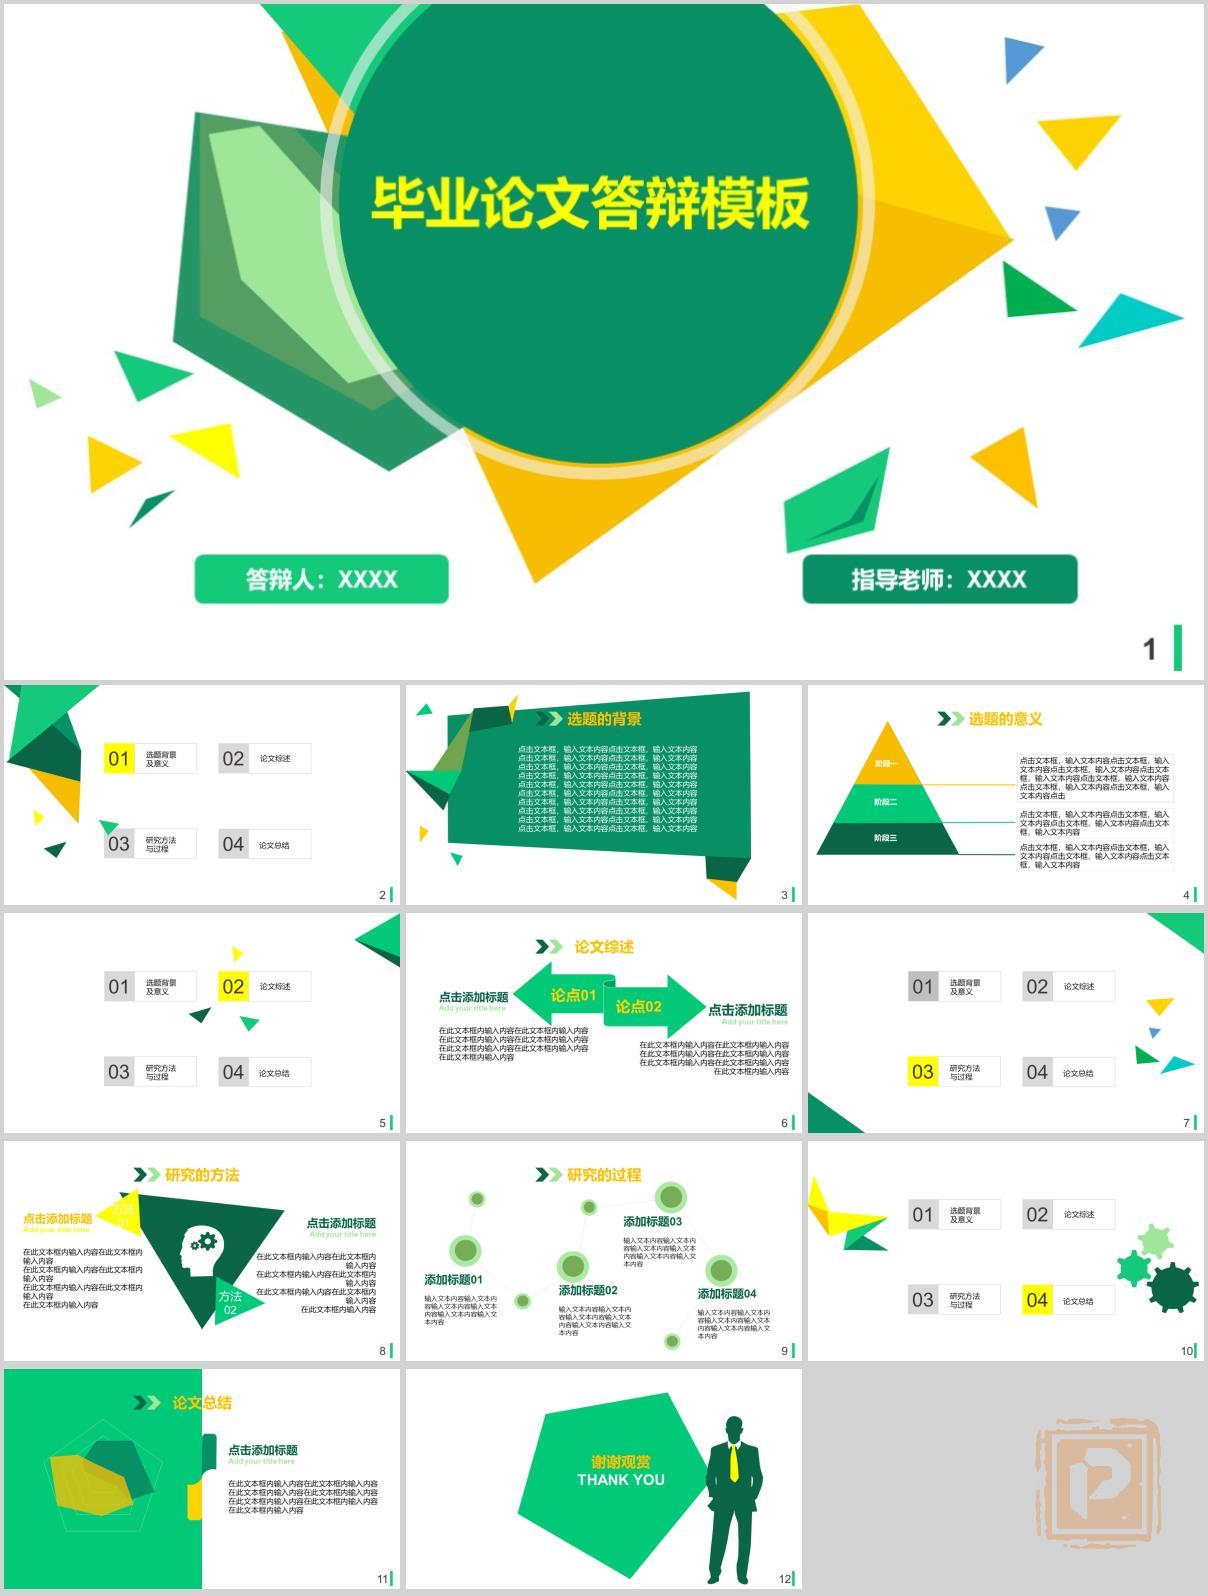 毕业论文答辩模板
答辩人：XXXX
指导老师：XXXX
1
01
选题背景
及意义
02
论文综述
03
研究方法
与过程
04
论文总结
2
选题的背景
点击文本框，输入文本内容点击文本框，输入文本内容
点击文本框，输入文本内容点击文本框，输入文本内容
点击文本框，输入文本内容点击文本框，输入文本内容
点击文本框，输入文本内容点击文本框，输入文本内容
点击文本框，输入文本内容点击文本框，输入文本内容
点击文本框，输入文本内容点击文本框，输入文本内容
点击文本框，输入文本内容点击文本框，输入文本内容
点击文本框，输入文本内容点击文本框，输入文本内容
点击文本框，输入文本内容点击文本框，输入文本内容
点击文本框，输入文本内容点击文本框，输入文本内容
3
选题的意义
阶段一
阶段二
阶段三
点击文本框，输入文本内容点击文本框，输入
文本内容点击文本框，输入文本内容点击文本
框，输入文本内容点击文本框，输入文本内容
点击文本框，输入文本内容点击文本框，输入
文本内容点击
点击文本框，输入文本内容点击文本框，输入
文本内容点击文本框，输入文本内容点击文本
框，输入文本内容
点击文本框，输入文本内容点击文本框，输入
文本内容点击文本框，输入文本内容点击文本
框，输入文本内容
4
01
选题背景
及意义
02
论文综述
03
研究方法
与过程
04
论文总结
5
论文综述
论点01
论点02
点击添加标题
Add your title here
在此文本框内输入内容在此文本框内输入内容
在此文本框内输入内容在此文本框内输入内容
在此文本框内输入内容在此文本框内输入内容
在此文本框内输入内容
点击添加标题
Add your title here
在此文本框内输入内容在此文本框内输入内容
在此文本框内输入内容在此文本框内输入内容
在此文本框内输入内容在此文本框内输入内容
在此文本框内输入内容
6
01
选题背景
及意义
02
论文综述
03
研究方法
与过程
04
论文总结
7
研究的方法
方法
01
点击添加标题
Add your title here
在此文本框内输入内容在此文本框内
输入内容
在此文本框内输入内容在此文本框内
输入内容
在此文本框内输入内容在此文本框内
输入内容
在此文本框内输入内容
方法
02
点击添加标题
Add your title here
在此文本框内输入内容在此文本框内
输入内容
在此文本框内输入内容在此文本框内
输入内容
在此文本框内输入内容在此文本框内
输入内容
在此文本框内输入内容
8
研究的过程
添加标题01
输入文本内容输入文本内
容输入文本内容输入文本
内容输入文本内容输入文
本内容
添加标题02
输入文本内容输入文本内
容输入文本内容输入文本
内容输入文本内容输入文
本内容
添加标题03
输入文本内容输入文本内
容输入文本内容输入文本
内容输入文本内容输入文
本内容
添加标题04
输入文本内容输入文本内
容输入文本内容输入文本
内容输入文本内容输入文
本内容
9
01
选题背景
及意义
02
论文综述
03
研究方法
与过程
04
论文总结
10
论文总结
点击添加标题
Add your title here
在此文本框内输入内容在此文本框内输入内容
在此文本框内输入内容在此文本框内输入内容
在此文本框内输入内容在此文本框内输入内容
在此文本框内输入内容
11
谢谢观赏
THANK YOU
12
P